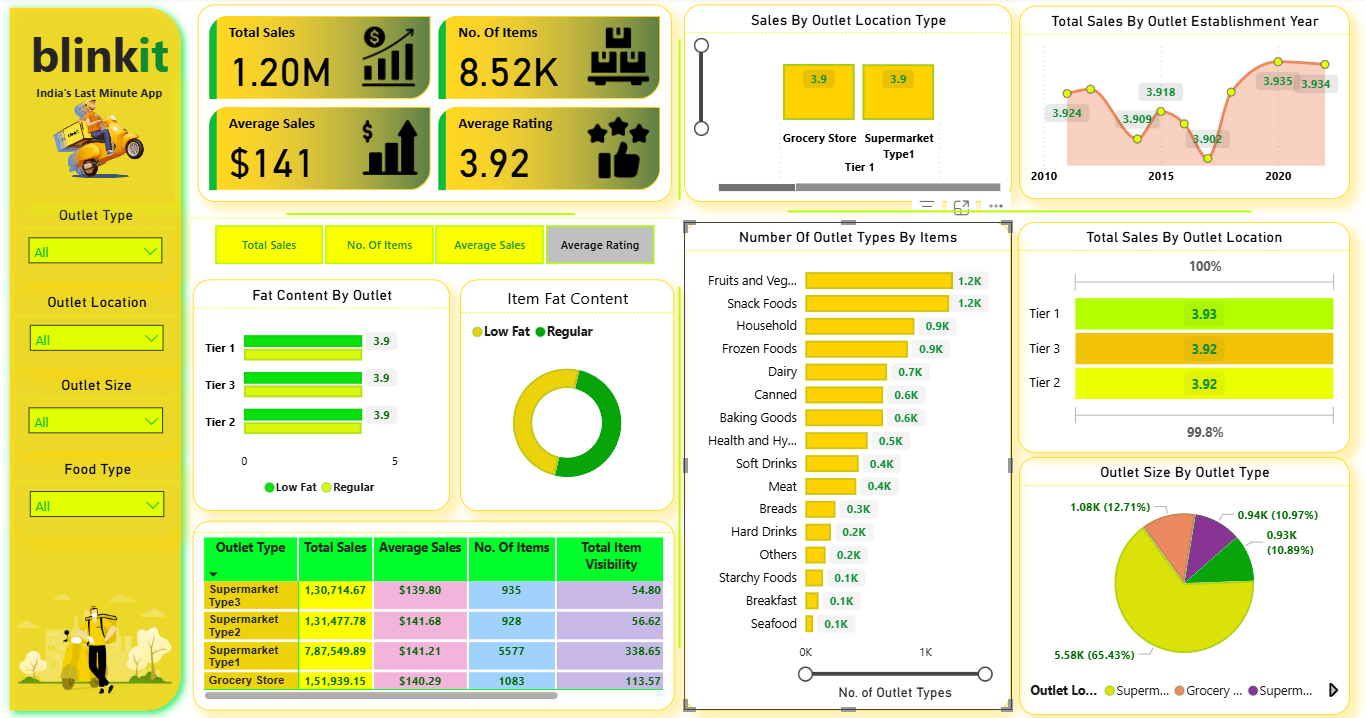 blinkit
India's Last Minute App
Outlet Type
All
Outlet Location
All
Outlet Size
All
Food Type
All
Total Sales
1.20M
No. Of Items
8.52K
Average Sales
$141
Average Rating
3.92
Total Sales
No. Of Items
Average Sales
Average Rating
Fat Content By Outlet
Tier 1
3.9
Tier 3
3.9
Tier 2
3.9
0 5
Low Fat Regular
Item Fat Content
Low Fat Regular
Outlet Type Total Sales Average Sales No. Of Items Total Item
Visibility
Supermarket
Type3 1,30,714.67 $139.80 935 54.80
Supermarket
Type2 1,31,477.78 $141.68 928 56.62
Supermarket
Type1 7,87,549.89 $141.21 5577 338.65
Grocery Store 1,51,939.15 $140.29 1083 113.57
Sales By Outlet Location Type
3.9 3.9
Grocery Store Supermarket
Type1
Tier 1
Number Of Outlet Types By Items
Fruits and Veg... 1.2K
Snack Foods 1.2K
Household 0.9K
Frozen Foods 0.9K
Dairy 0.7K
Canned 0.6K
Baking Goods 0.6K
Health and Hy... 0.5K
Soft Drinks 0.4K
Meat 0.4K
Breads 0.3K
Hard Drinks 0.2K
Others 0.2K
Starchy Foods 0.1K
Breakfast 0.1K
Seafood 0.1K
0K 1K
No. of Outlet Types
Total Sales By Outlet Establishment Year
3.924
3.909
3.918
3.902
3.935
3.934
2010 2015 2020
Total Sales By Outlet Location
100%
Tier 1 3.93
Tier 3 3.92
Tier 2 3.92
99.8%
Outlet Size By Outlet Type
1.08K (12.71%)
0.94K (10.97%)
0.93K
(10.89%)
5.58K (65.43%)
Outlet Lo... Superm... Grocery ... Superm...